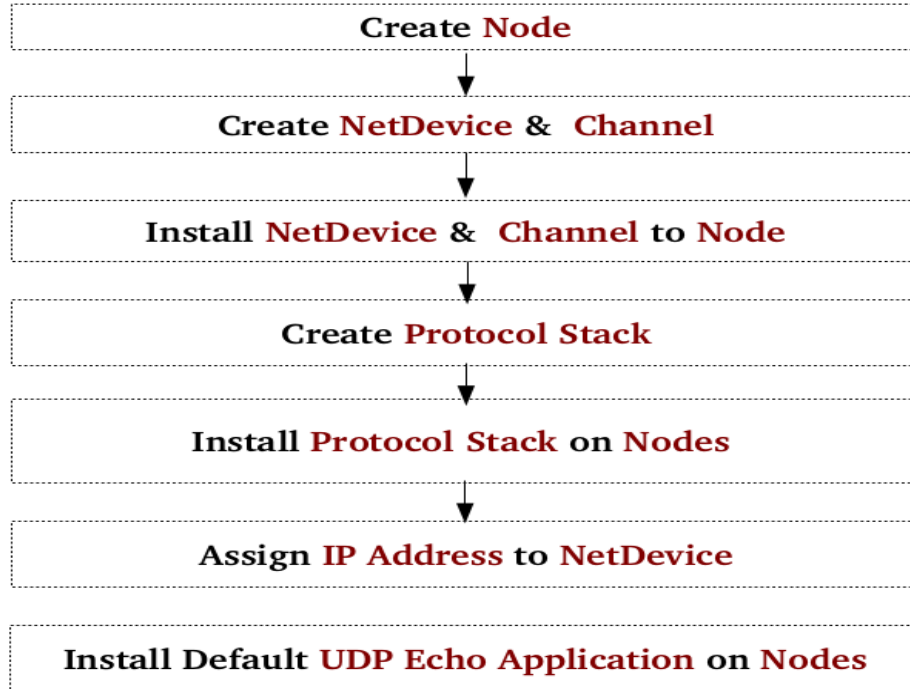 Create Node
Create NetDevice & Channel
Install NetDevice & Channel to Node
Create Protocol Stack
Install Protocol Stack on Nodes
Assign IP Address to NetDevice
Install Default UDP Echo Application on Nodes